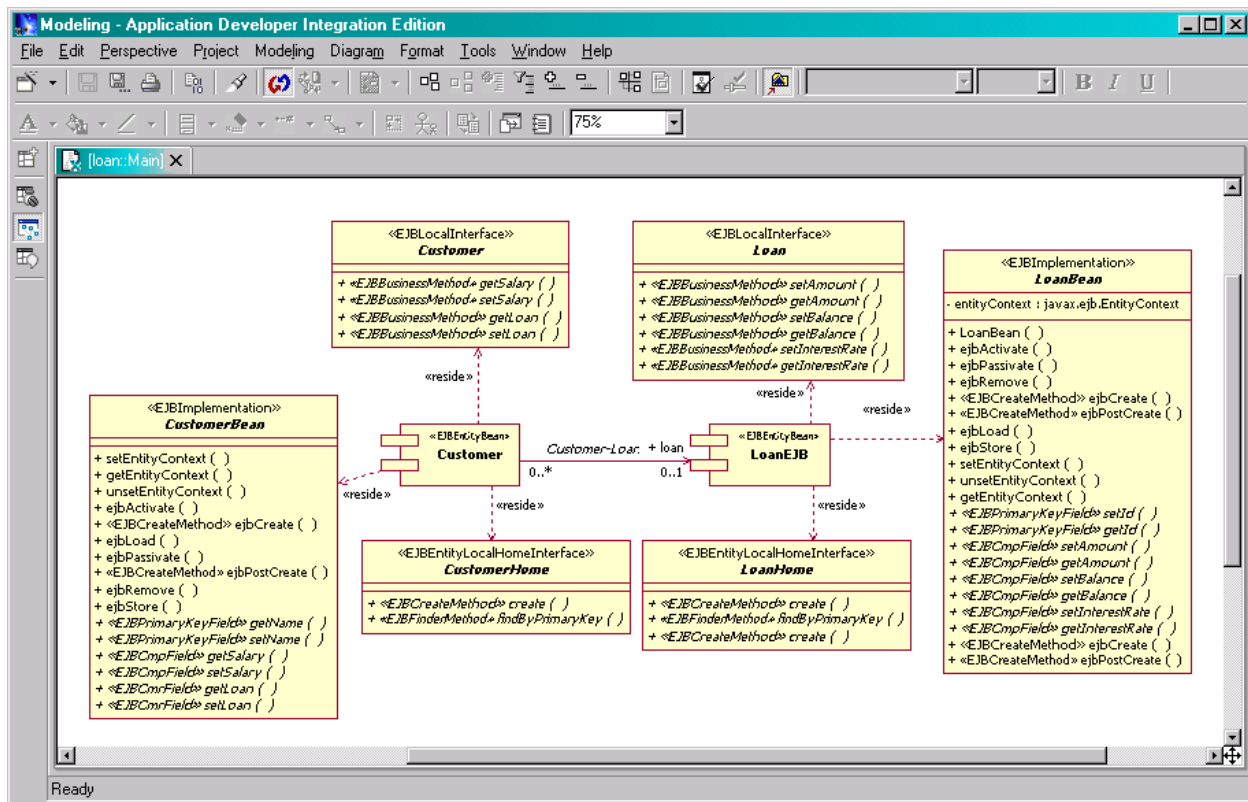 Modeling - Application Developer Integration Edition
File Edit Perspective Project Modeling Diagram Format Tools Window Help
B I U
A 75%
[loan::Main]
«EJBLocalInterface»
Customer
+ «EJBBusinessMethod» getSalary ( )
+ «EJBBusinessMethod» setSalary ( )
+ «EJBBusinessMethod» getLoan ( )
+ «EJBBusinessMethod» setLoan ( )
«EJBLocalInterface»
Loan
+ «EJBBusinessMethod» setAmount ( )
+ «EJBBusinessMethod» getAmount ( )
+ «EJBBusinessMethod» setBalance ( )
+ «EJBBusinessMethod» getBalance ( )
+ «EJBBusinessMethod» setInterestRate ( )
+ «EJBBusinessMethod» getInterestRate ( )
«EJBImplementation»
LoanBean
- entityContext : javax.ejb.EntityContext
+ LoanBean ( )
+ ejbActivate ( )
+ ejbPassivate ( )
+ ejbRemove ( )
+ «EJBCreateMethod» ejbCreate ( )
+ «EJBCreateMethod» ejbPostCreate ( )
+ ejbLoad ( )
+ ejbStore ( )
+ setEntityContext ( )
+ unsetEntityContext ( )
+ getEntityContext ( )
+ «EJBPrimaryKeyField» setId ( )
+ «EJBPrimaryKeyField» getId ( )
+ «EJBCmpField» setAmount ( )
+ «EJBCmpField» getAmount ( )
+ «EJBCmpField» setBalance ( )
+ «EJBCmpField» getBalance ( )
+ «EJBCmpField» setInterestRate ( )
+ «EJBCmpField» getInterestRate ( )
+ «EJBCreateMethod» ejbCreate ( )
+ «EJBCreateMethod» ejbPostCreate ( )
«reside»
«reside»
«reside»
«EJBImplementation»
CustomerBean
+ setEntityContext ( )
+ getEntityContext ( )
+ unsetEntityContext ( )
+ ejbActivate ( )
+ «EJBCreateMethod» ejbCreate ( )
+ ejbLoad ( )
+ ejbPassivate ( )
+ «EJBCreateMethod» ejbPostCreate ( )
+ ejbRemove ( )
+ ejbStore ( )
+ «EJBPrimaryKeyField» getName ( )
+ «EJBPrimaryKeyField» setName ( )
+ «EJBCmpField» getSalary ( )
+ «EJBCmpField» setSalary ( )
+ «EJBCmrField» getLoan ( )
+ «EJBCmrField» setLoan ( )
«EJBEntityBean»
Customer
Customer-Loan + loan
0..* 0..1
«EJBEntityBean»
LoanEJB
«reside»
«reside»
«reside»
«EJBEntityLocalHomeInterface»
CustomerHome
+ «EJBCreateMethod» create ( )
+ «EJBFinderMethod» findByPrimaryKey ( )
«EJBEntityLocalHomeInterface»
LoanHome
+ «EJBCreateMethod» create ( )
+ «EJBFinderMethod» findByPrimaryKey ( )
+ «EJBCreateMethod» create ( )
Ready